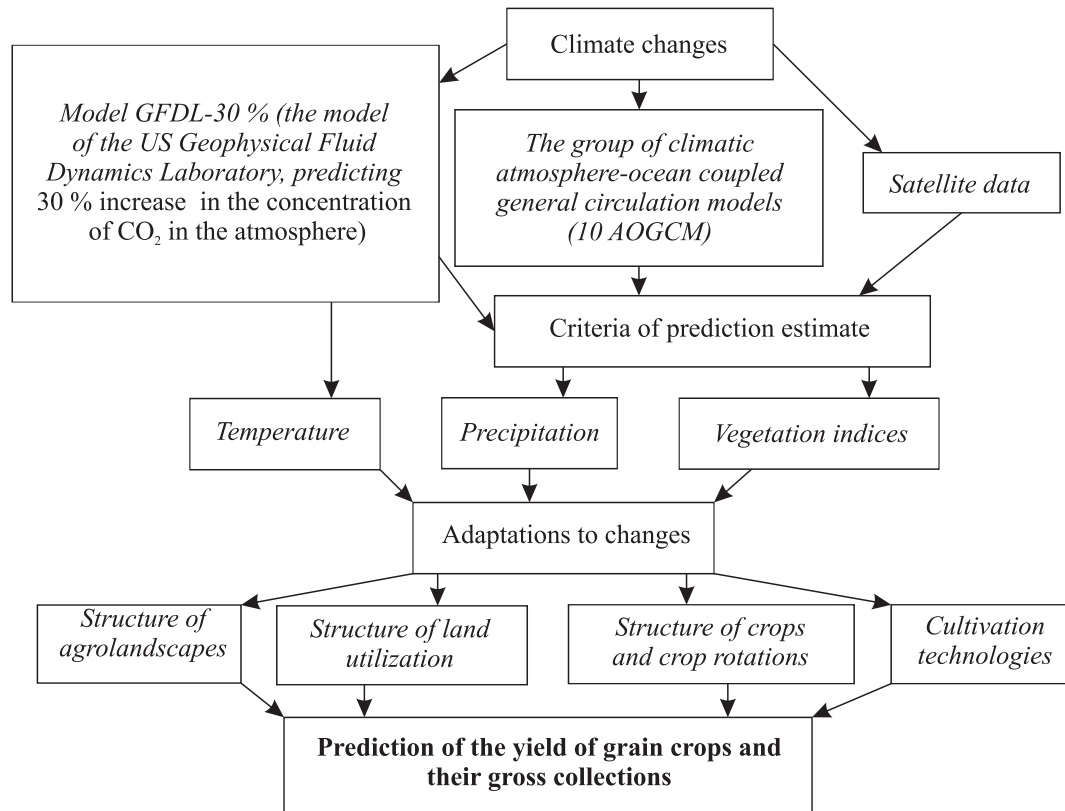 Climate changes
Model GFDL-30 % (the model
of the US Geophysical Fluid
Dynamics Laboratory, predicting
30 % increase in the concentration
of CO₂ in the atmosphere)
The group of climatic
atmosphere-ocean coupled
general circulation models
(10 AOGCM)
Satellite data
Criteria of prediction estimate
Temperature
Precipitation
Vegetation indices
Adaptations to changes
Structure of
agrolandscapes
Structure of land
utilization
Structure of crops
and crop rotations
Cultivation
technologies
Prediction of the yield of grain crops and
their gross collections